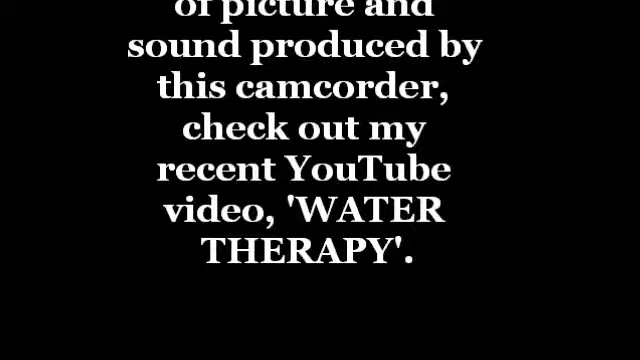 of picture and
sound produced by
this camcorder,
check out my
recent YouTube
video, 'WATER
THERAPY'.